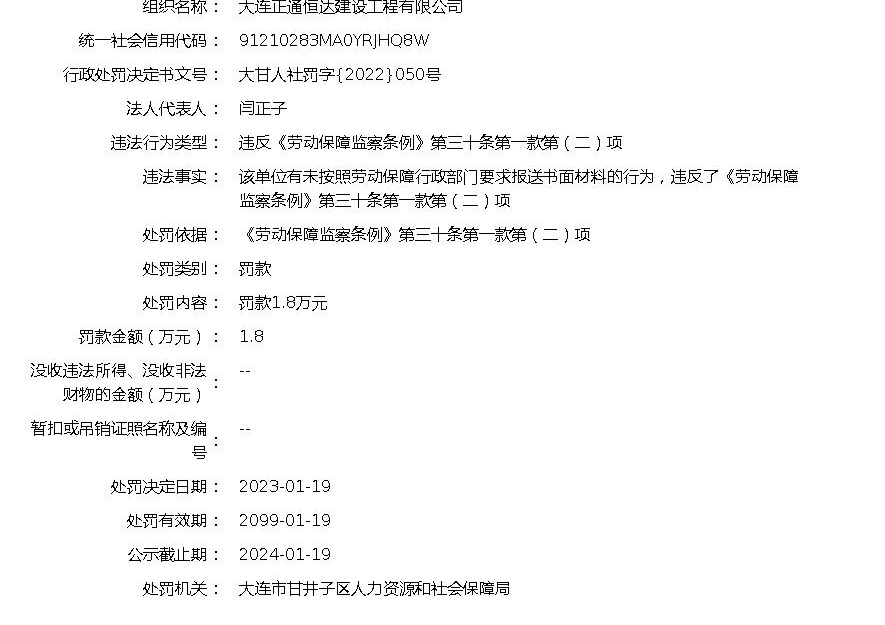 组织名称： 大连正通恒达建设工程有限公司
统一社会信用代码： 91210283MA0YRJHQ8W
行政处罚决定书文号： 大甘人社罚字{2022}050号
法人代表人： 闫正子
违法行为类型： 违反《劳动保障监察条例》第三十条第一款第（二）项
违法事实： 该单位有未按照劳动保障行政部门要求报送书面材料的行为，违反了《劳动保障
监察条例》第三十条第一款第（二）项
处罚依据： 《劳动保障监察条例》第三十条第一款第（二）项
处罚类别： 罚款
处罚内容： 罚款1.8万元
罚款金额（万元）： 1.8
没收违法所得、没收非法
财物的金额（万元）： --
暂扣或吊销证照名称及编
号： --
处罚决定日期： 2023-01-19
处罚有效期： 2099-01-19
公示截止期： 2024-01-19
处罚机关： 大连市甘井子区人力资源和社会保障局